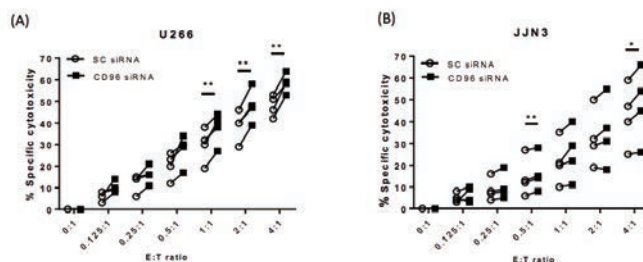 (A)
U266
% Specific cytotoxicity
70
60
50
40
30
20
10
0
SC siRNA
CD96 siRNA
**
**
**
0:1
0.125:1
0.25:1
0.5:1
1:1
2:1
4:1
E:T ratio
(B)
JJN3
% Specific cytotoxicity
70
60
50
40
30
20
10
0
SC siRNA
CD96 siRNA
**
*
0:1
0.125:1
0.25:1
0.5:1
1:1
2:1
4:1
E:T ratio